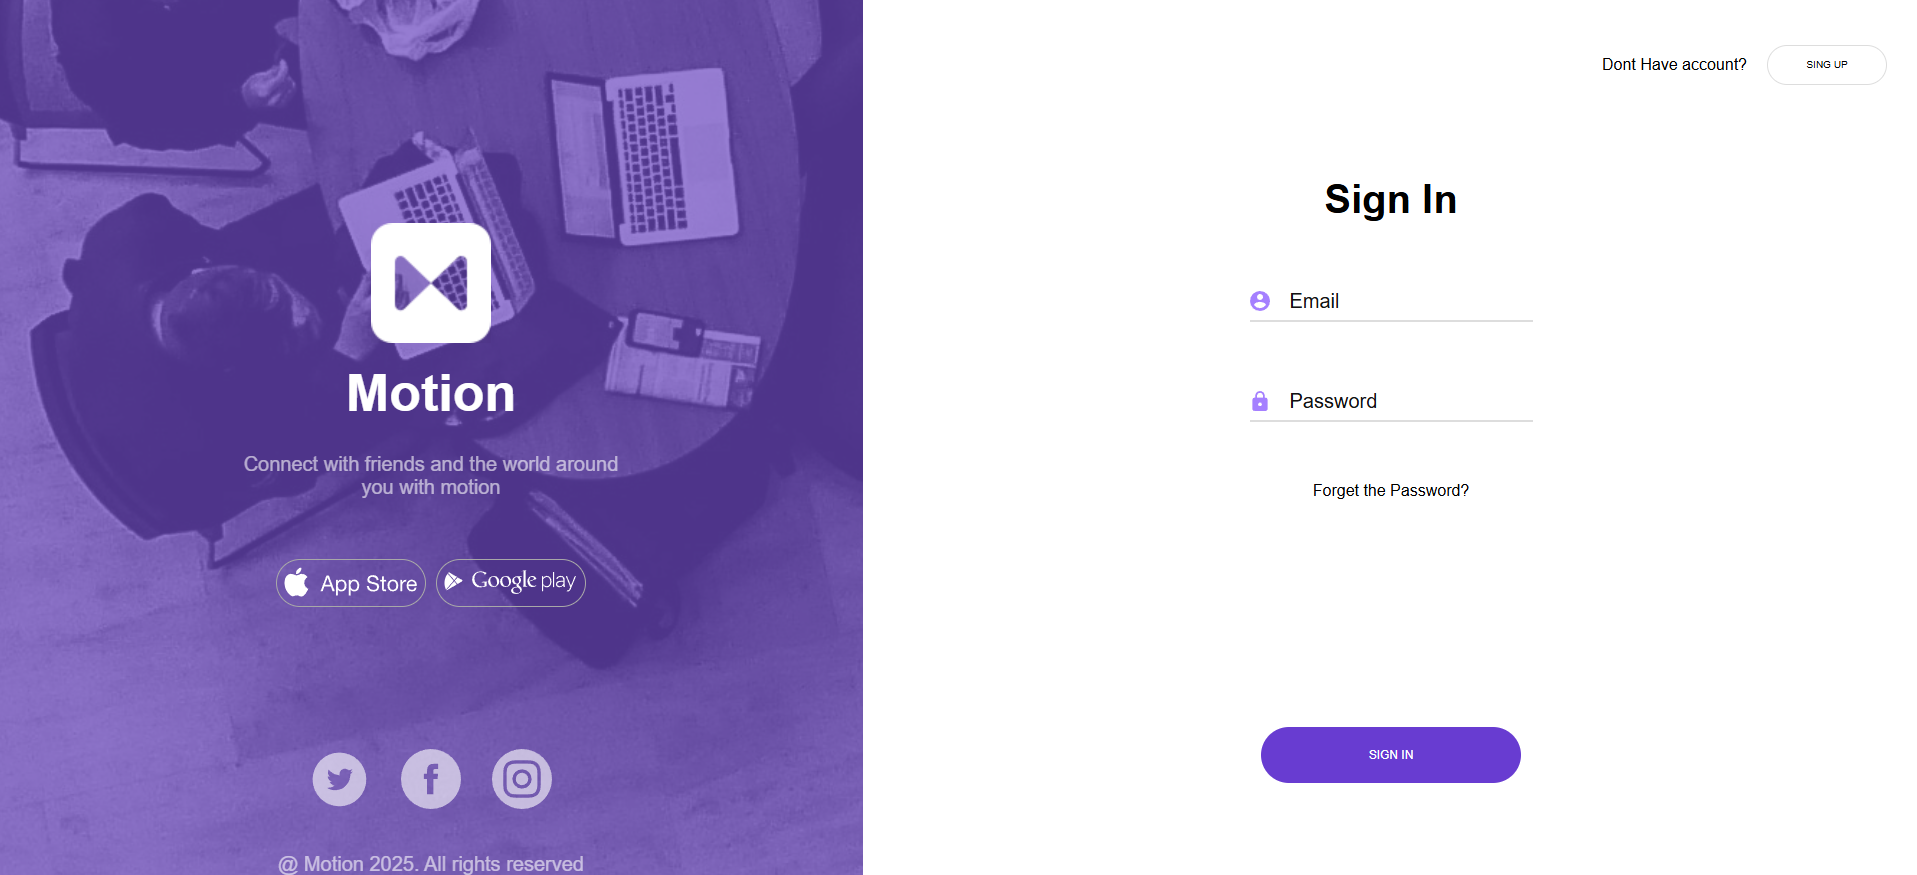 Dont Have account?
SING UP
Motion
Connect with friends and the world around
you with motion
App Store
Google play
@ Motion 2025. All rights reserved
Sign In
Email
Password
Forget the Password?
SIGN IN